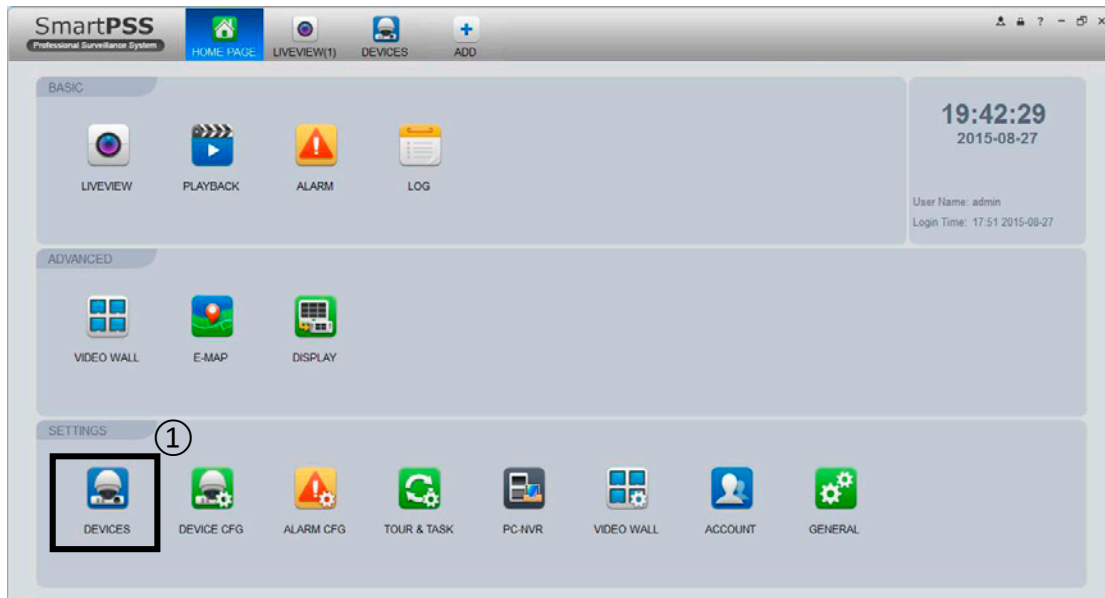 SmartPSS
Professional Surveillance System
HOME PAGE
LIVEVIEW(1)
DEVICES
ADD
?
BASIC
LIVEVIEW
PLAYBACK
ALARM
LOG
19:42:29
2015-08-27
User Name: admin
Login Time: 17:51 2015-08-27
ADVANCED
VIDEO WALL
E-MAP
DISPLAY
SETTINGS
①
DEVICES
DEVICE CFG
ALARM CFG
TOUR & TASK
PC-NVR
VIDEO WALL
ACCOUNT
GENERAL